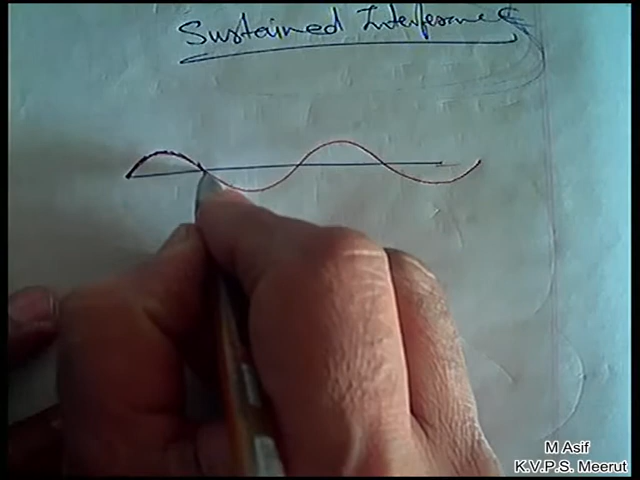 Sustained Interference
M Asif
K.V.P.S. Meerut